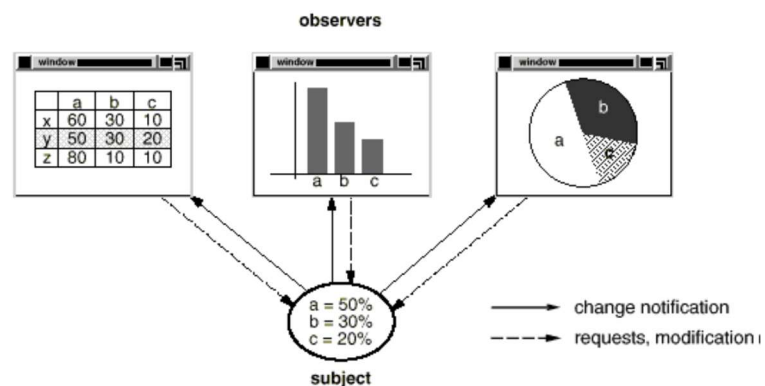 observers
window
a b c
x 60 30 10
y 50 30 20
z 80 10 10
window
a b c
window
a
b
c
a = 50%
b = 30%
c = 20%
subject
change notification
requests, modification